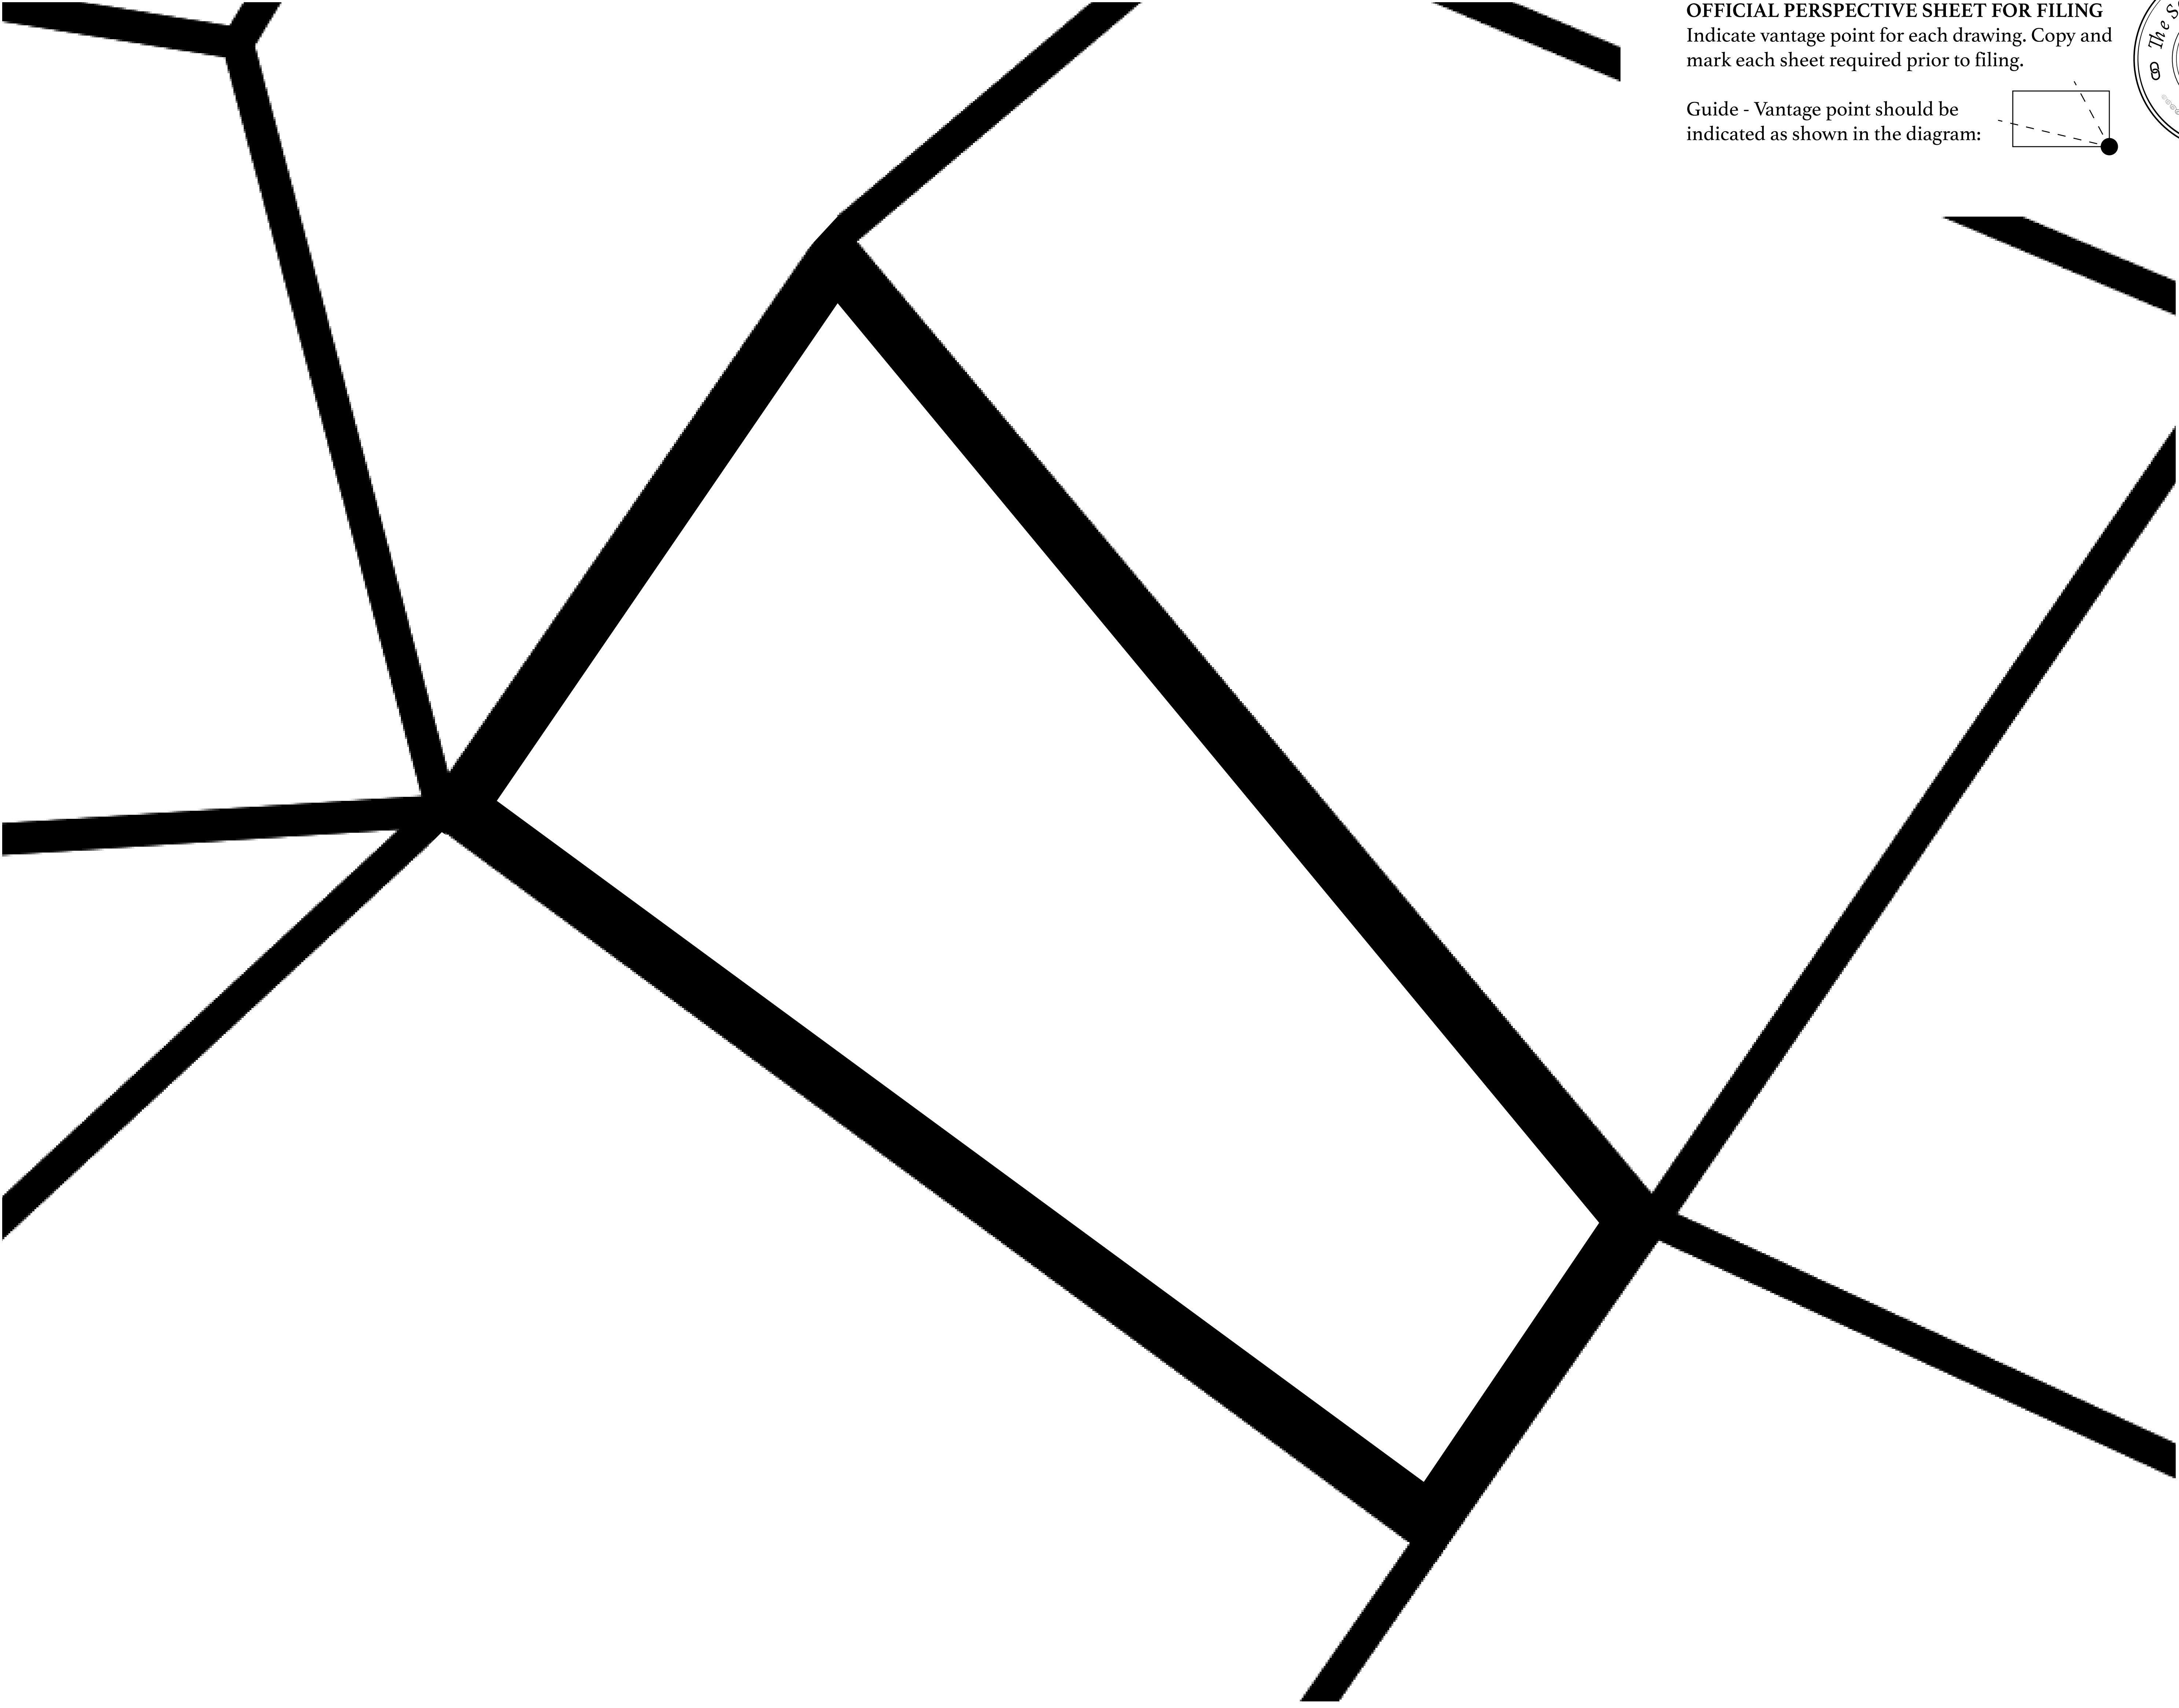 OFFICIAL PERSPECTIVE SHEET FOR FILING
Indicate vantage point for each drawing. Copy and
mark each sheet required prior to filing.
Guide - Vantage point should be
indicated as shown in the diagram:
The